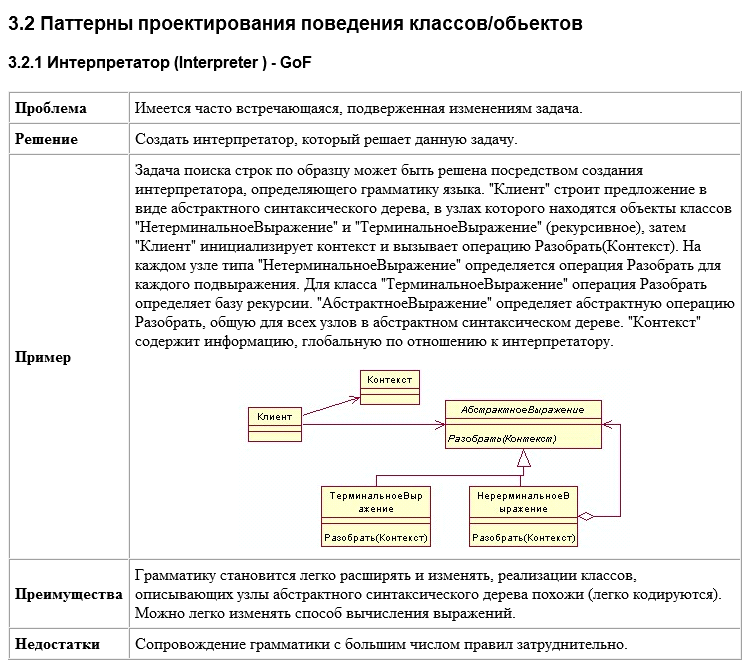 3.2 Паттерны проектирования поведения классов/обьектов
3.2.1 Интерпретатор (Interpreter ) - GoF
Проблема
Имеется часто встречающаяся, подверженная изменениям задача.
Решение
Создать интерпретатор, который решает данную задачу.
Пример
Задача поиска строк по образцу может быть решена посредством создания
интерпретатора, определяющего грамматику языка. "Клиент" строит предложение в
виде абстрактного синтаксического дерева, в узлах которого находятся объекты классов
"НетерминальноеВыражение" и "ТерминальноеВыражение" (рекурсивное), затем
"Клиент" инициализирует контекст и вызывает операцию Разобрать(Контекст). На
каждом узле типа "НетерминальноеВыражение" определяется операция Разобрать для
каждого подвыражения. Для класса "ТерминальноеВыражение" операция Разобрать
определяет базу рекурсии. "АбстрактноеВыражение" определяет абстрактную операцию
Разобрать, общую для всех узлов в абстрактном синтаксическом дереве. "Контекст"
содержит информацию, глобальную по отношению к интерпретатору.
Контекст
Клиент
АбстрактноеВыражение
Разобрать(Контекст)
ТерминальноеВыр
ажение
Разобрать(Контекст)
НерерминальноеВ
ыражение
Разобрать(Контекст)
Преимущества
Грамматику становится легко расширять и изменять, реализации классов,
описывающих узлы абстрактного синтаксического дерева похожи (легко кодируются).
Можно легко изменять способ вычисления выражений.
Недостатки
Сопровождение грамматики с большим числом правил затруднительно.